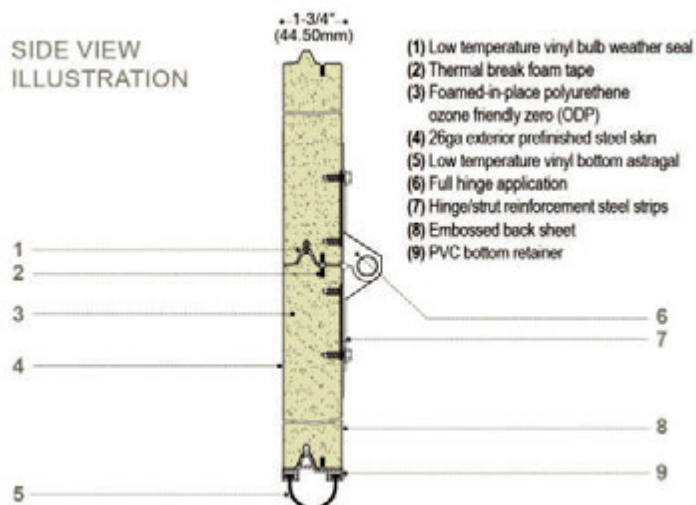 1-3/4"
(44.50mm)
SIDE VIEW
ILLUSTRATION
(1) Low temperature vinyl bulb weather seal
(2) Thermal break foam tape
(3) Foamed-in-place polyurethene
ozone friendly zero (ODP)
(4) 26ga exterior prefinished steel skin
(5) Low temperature vinyl bottom astragal
(6) Full hinge application
(7) Hinge/strut reinforcement steel strips
(8) Embossed back sheet
(9) PVC bottom retainer
1
2
3
4
5
6
7
8
9